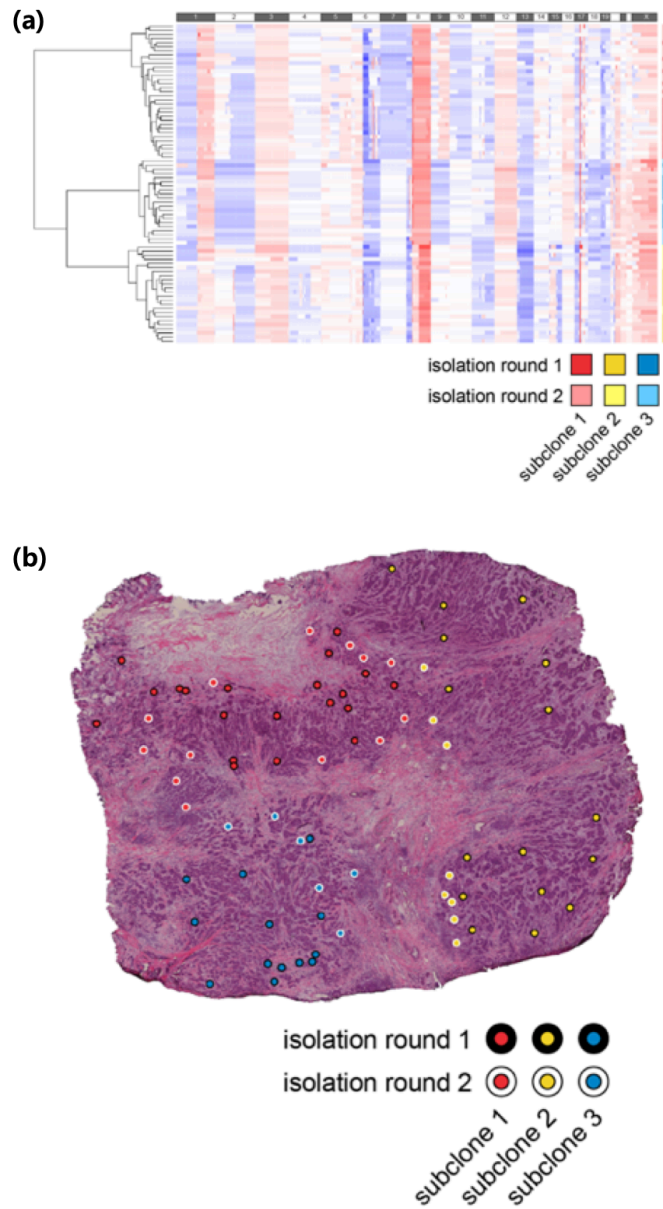 (a)
1 2 3 4 5 6 7 8 9 10 11 12 13 14 15 16 17 18 19 X
isolation round 1
isolation round 2
subclone 1
subclone 2
subclone 3
(b)
isolation round 1
isolation round 2
subclone 1
subclone 2
subclone 3